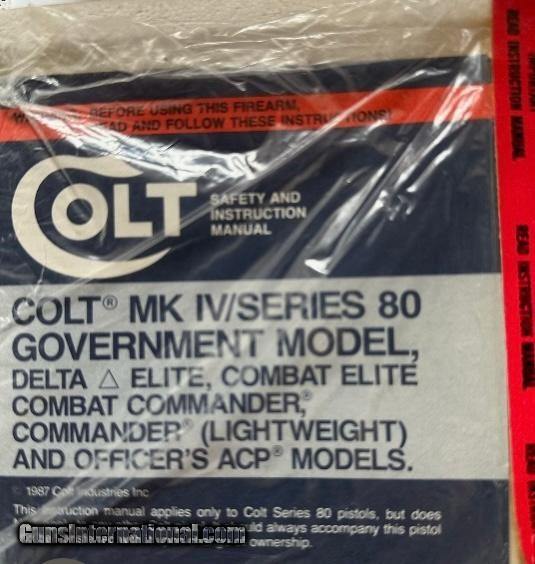 BEFORE USING THIS FIREARM,
READ AND FOLLOW THESE INSTRUCTIONS!
COLT
SAFETY AND
INSTRUCTION
MANUAL
COLT® MK IV/SERIES 80
GOVERNMENT MODEL,
DELTA △ ELITE, COMBAT ELITE
COMBAT COMMANDER,®
COMMANDER® (LIGHTWEIGHT)
AND OFFICER'S ACP® MODELS.
© 1987 Colt Industries Inc
This instruction manual applies only to Colt Series 80 pistols, but does
always accompany this pistol
ownership.
GunsInternational.com
READ INSTRUCTION MANUAL
READ INSTRUCTION MANUAL
READ